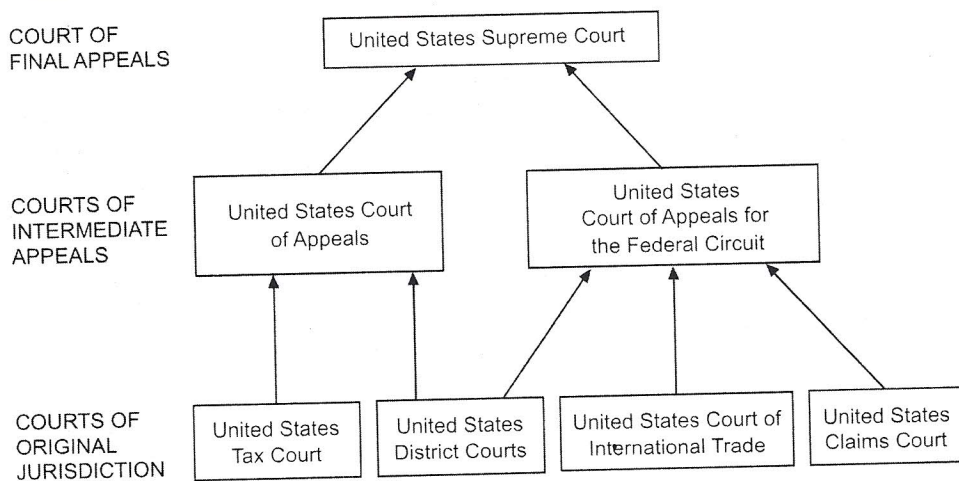 COURT OF
FINAL APPEALS
United States Supreme Court
COURTS OF
INTERMEDIATE
APPEALS
United States Court
of Appeals
United States
Court of Appeals for
the Federal Circuit
COURTS OF
ORIGINAL
JURISDICTION
United States
Tax Court
United States
District Courts
United States Court of
International Trade
United States
Claims Court